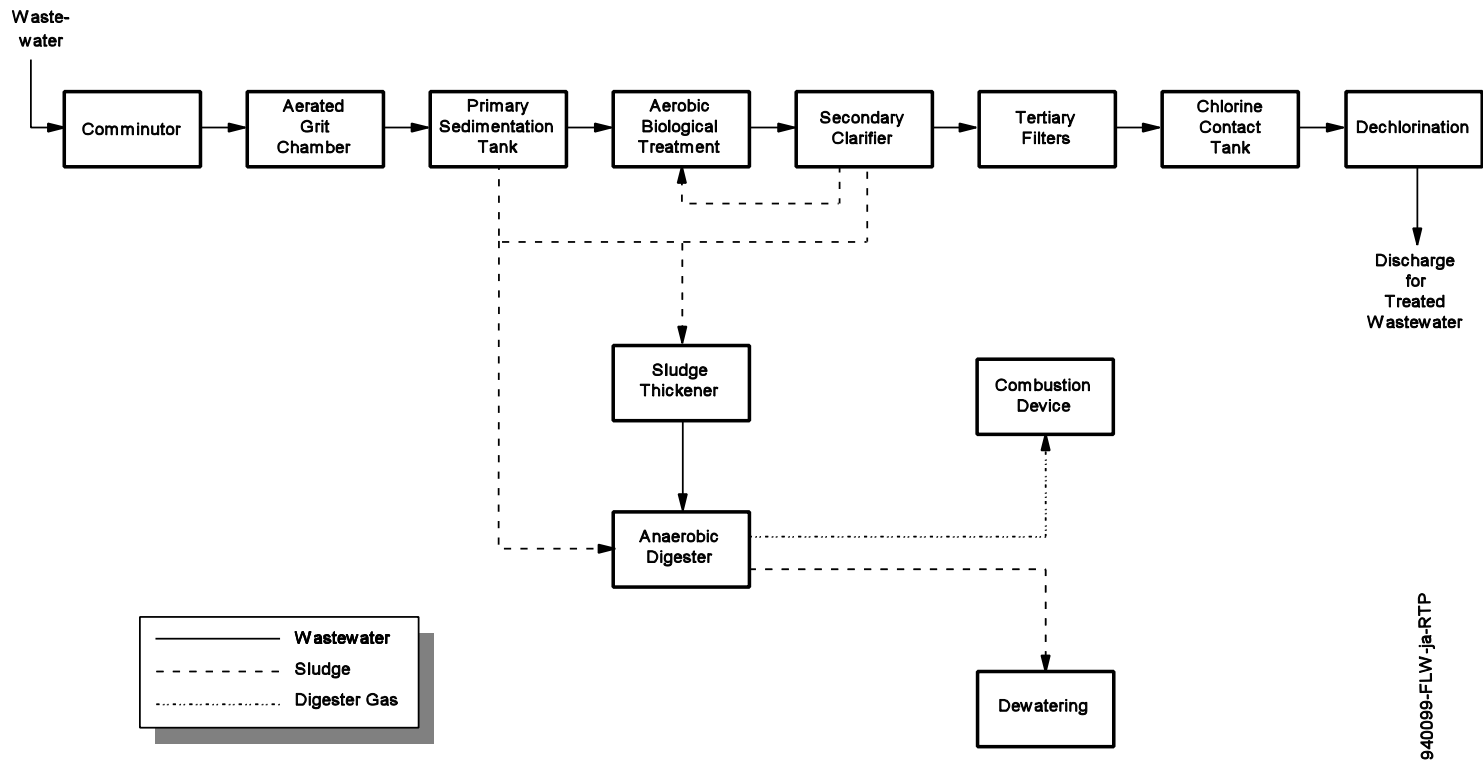 Waste-
water
Comminutor
Aerated
Grit
Chamber
Primary
Sedimentation
Tank
Aerobic
Biological
Treatment
Secondary
Clarifier
Tertiary
Filters
Chlorine
Contact
Tank
Dechlorination
Discharge
for
Treated
Wastewater
Sludge
Thickener
Combustion
Device
Anaerobic
Digester
Dewatering
Wastewater
Sludge
Digester Gas
940099-FLW-ja-RTP